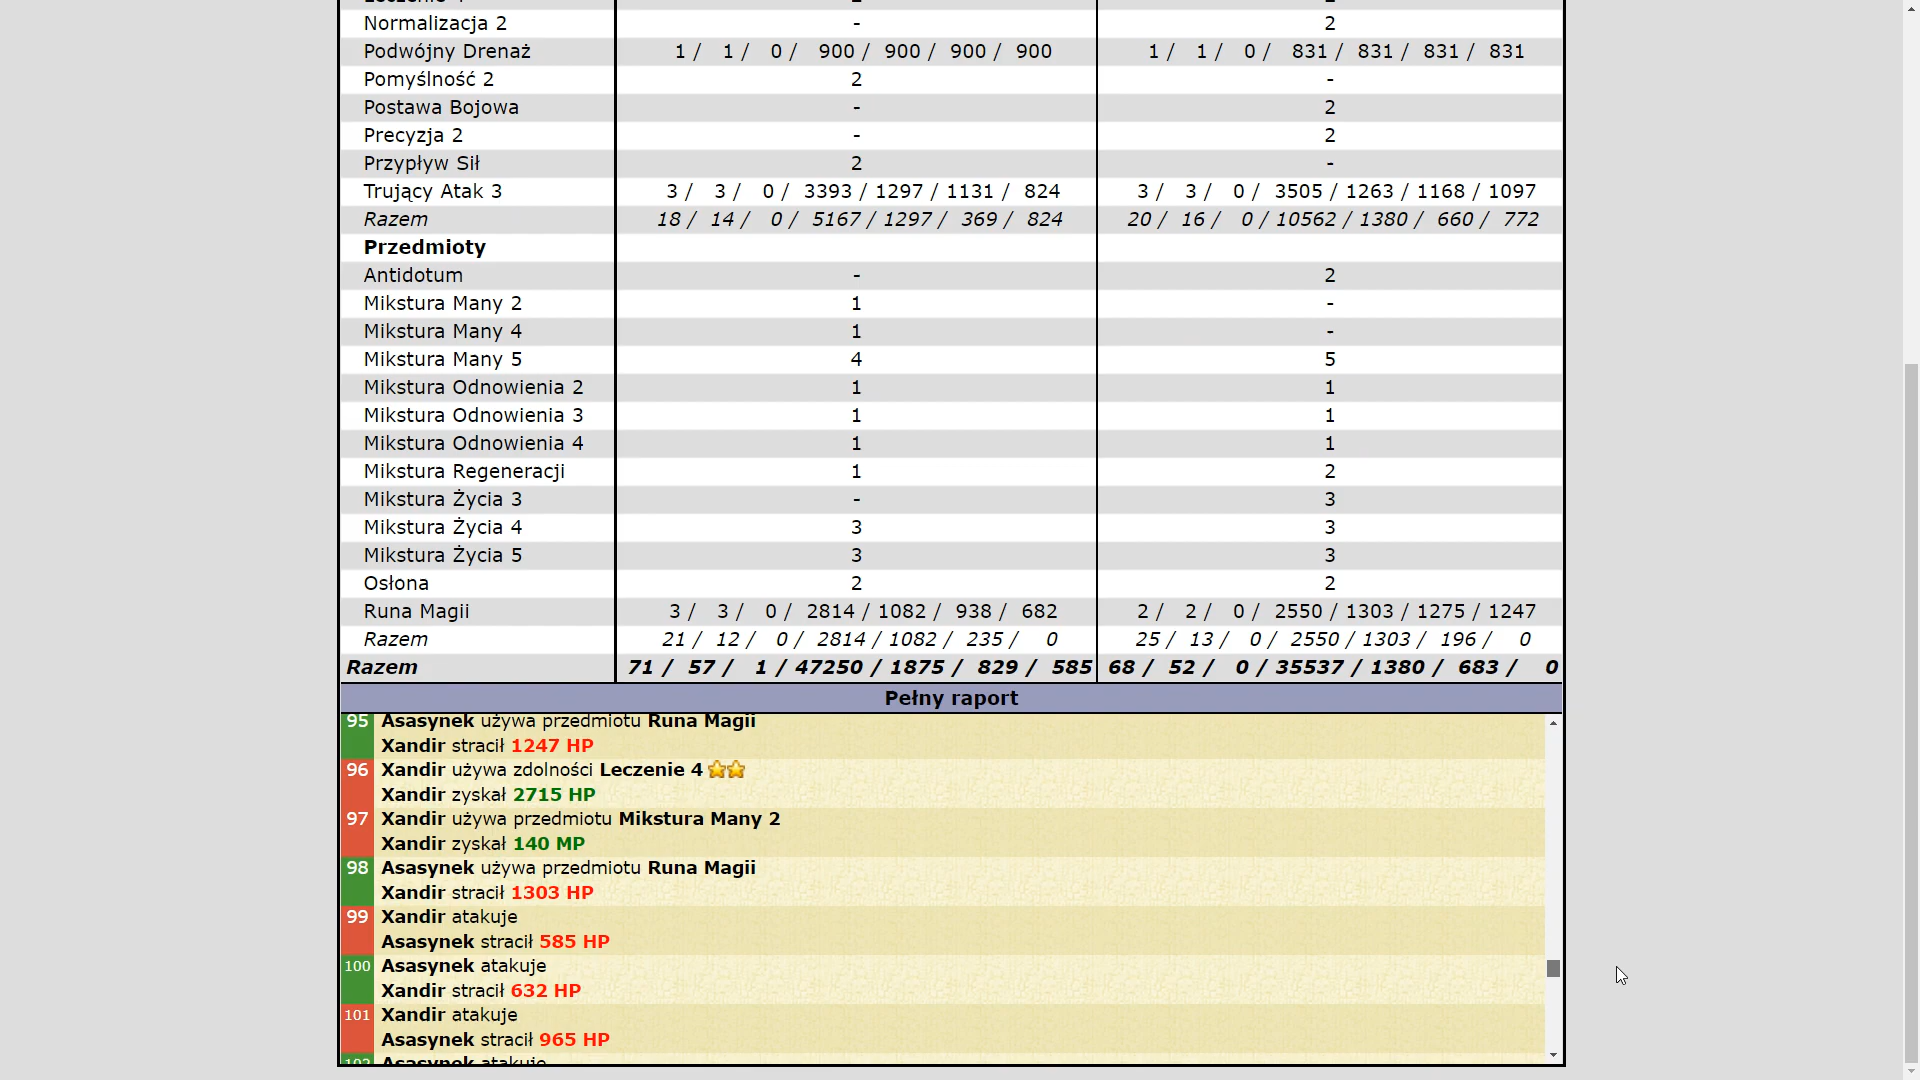 Leczenie 4 2 2
Normalizacja 2 - 2
Podwójny Drenaż 1 / 1 / 0 / 900 / 900 / 900 / 900 1 / 1 / 0 / 831 / 831 / 831 / 831
Pomyślność 2 2 -
Postawa Bojowa - 2
Precyzja 2 - 2
Przypływ Sił 2 -
Trujący Atak 3 3 / 3 / 0 / 3393 / 1297 / 1131 / 824 3 / 3 / 0 / 3505 / 1263 / 1168 / 1097
Razem 18 / 14 / 0 / 5167 / 1297 / 369 / 824 20 / 16 / 0 / 10562 / 1380 / 660 / 772
Przedmioty
Antidotum - 2
Mikstura Many 2 1 -
Mikstura Many 4 1 -
Mikstura Many 5 4 5
Mikstura Odnowienia 2 1 1
Mikstura Odnowienia 3 1 1
Mikstura Odnowienia 4 1 1
Mikstura Regeneracji 1 2
Mikstura Życia 3 - 3
Mikstura Życia 4 3 3
Mikstura Życia 5 3 3
Osłona 2 2
Runa Magii 3 / 3 / 0 / 2814 / 1082 / 938 / 682 2 / 2 / 0 / 2550 / 1303 / 1275 / 1247
Razem 21 / 12 / 0 / 2814 / 1082 / 235 / 0 25 / 13 / 0 / 2550 / 1303 / 196 / 0
Razem 71 / 57 / 1 / 47250 / 1875 / 829 / 585 68 / 52 / 0 / 35537 / 1380 / 683 / 0
Pełny raport
95 Asasynek używa przedmiotu Runa Magii
Xandir stracił 1247 HP
96 Xandir używa zdolności Leczenie 4
Xandir zyskał 2715 HP
97 Xandir używa przedmiotu Mikstura Many 2
Xandir zyskał 140 MP
98 Asasynek używa przedmiotu Runa Magii
Xandir stracił 1303 HP
99 Xandir atakuje
Asasynek stracił 585 HP
100 Asasynek atakuje
Xandir stracił 632 HP
101 Xandir atakuje
Asasynek stracił 965 HP
102 Asasynek atakuje